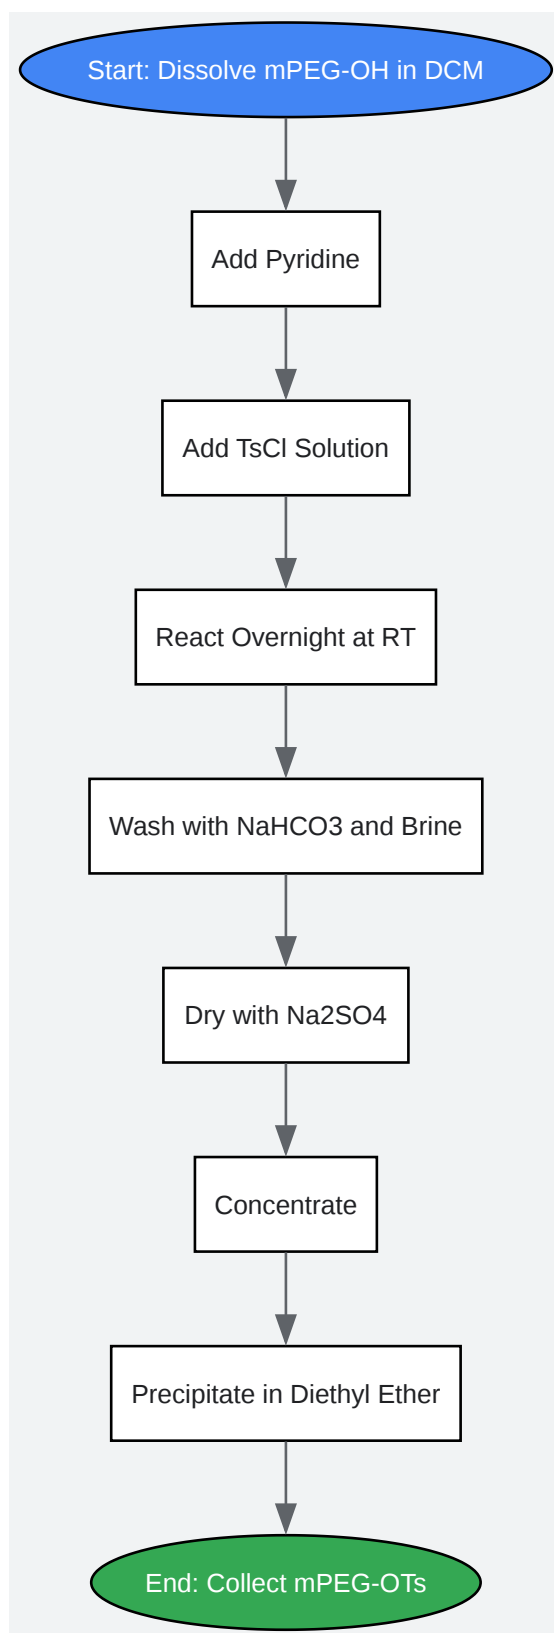 Start: Dissolve mPEG-OH in DCM
Add Pyridine
Add TsCl Solution
React Overnight at RT
Wash with NaHCO3 and Brine
Dry with Na2SO4
Concentrate
Precipitate in Diethyl Ether
End: Collect mPEG-OTs